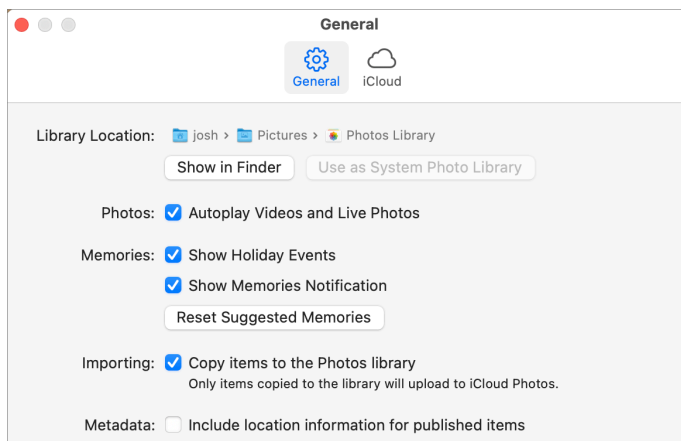 General
General
iCloud
Library Location: josh › Pictures › Photos Library
Show in Finder
Use as System Photo Library
Photos: Autoplay Videos and Live Photos
Memories: Show Holiday Events
Show Memories Notification
Reset Suggested Memories
Importing: Copy items to the Photos library
Only items copied to the library will upload to iCloud Photos.
Metadata: Include location information for published items